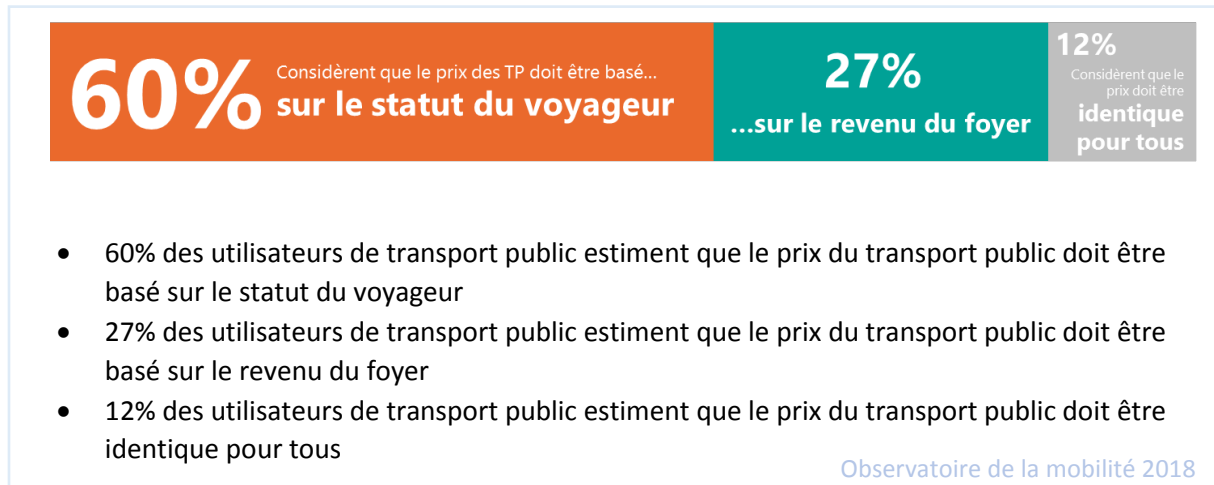 60% Considèrent que le prix des TP doit être basé...
sur le statut du voyageur
27%
...sur le revenu du foyer
12%
Considèrent que le
prix doit être
identique
pour tous
• 60% des utilisateurs de transport public estiment que le prix du transport public doit être
basé sur le statut du voyageur
• 27% des utilisateurs de transport public estiment que le prix du transport public doit être
basé sur le revenu du foyer
• 12% des utilisateurs de transport public estiment que le prix du transport public doit être
identique pour tous
Observatoire de la mobilité 2018